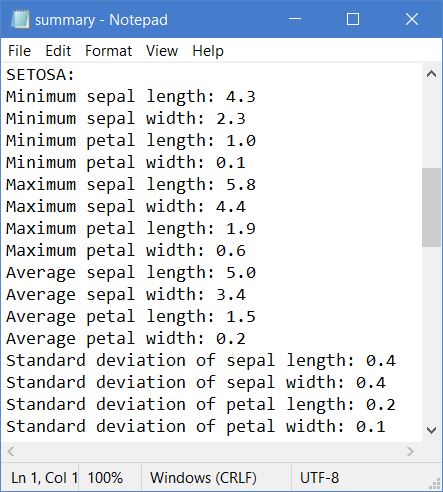 summary - Notepad
File Edit Format View Help
SETOSA:
Minimum sepal length: 4.3
Minimum sepal width: 2.3
Minimum petal length: 1.0
Minimum petal width: 0.1
Maximum sepal length: 5.8
Maximum sepal width: 4.4
Maximum petal length: 1.9
Maximum petal width: 0.6
Average sepal length: 5.0
Average sepal width: 3.4
Average petal length: 1.5
Average petal width: 0.2
Standard deviation of sepal length: 0.4
Standard deviation of sepal width: 0.4
Standard deviation of petal length: 0.2
Standard deviation of petal width: 0.1
Ln 1, Col 1 100% Windows (CRLF) UTF-8